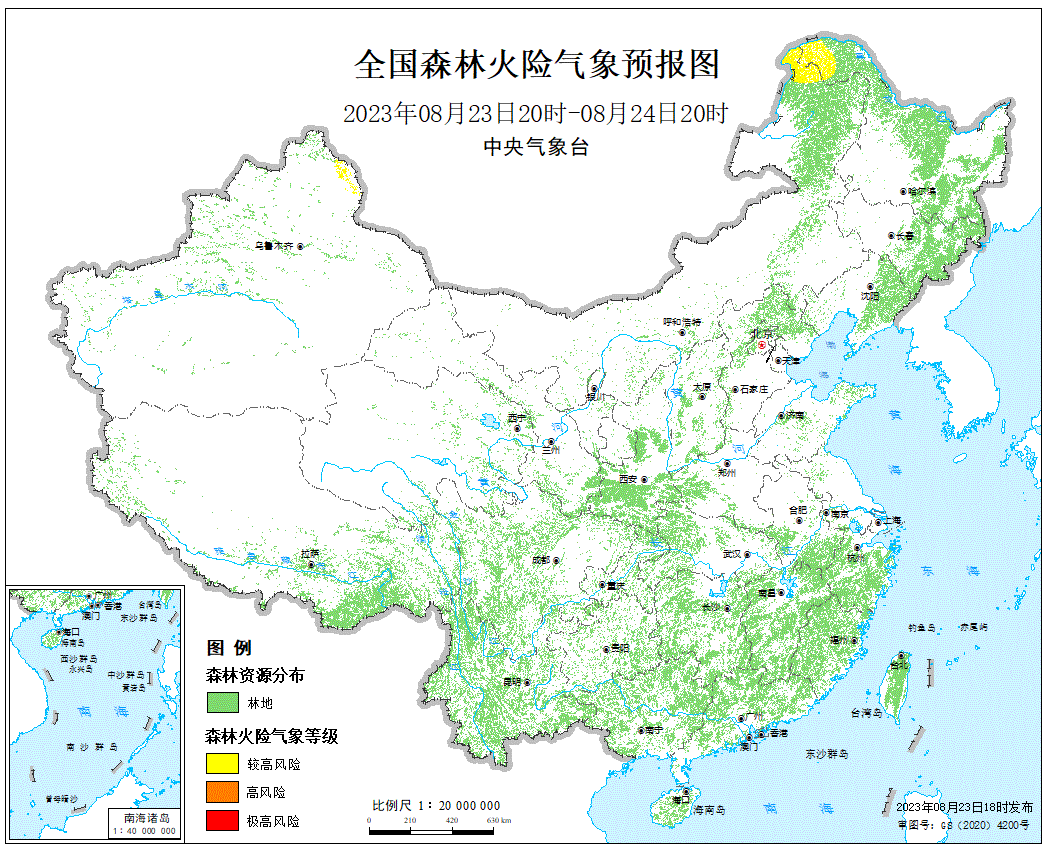 全国森林火险气象预报图
2023年08月23日20时-08月24日20时
中央气象台
哈尔滨
长春
乌鲁木齐
沈阳
塔里木河
呼和浩特
北京
渤
天津
海
银川
太原
石家庄
黄
济南
黄
西宁
河
兰州
河
郑州
海
黄
西安
合肥
南京
上海
拉萨
成都
武汉
杭州
东海
重庆
南昌
长沙
钓鱼岛
赤尾屿
福州
贵阳
台北
昆明
台湾岛
广州
南宁
香港
澳门
东沙群岛
海口
海南岛
南海
图 例
森林资源分布
林地
森林火险气象等级
较高风险
高风险
极高风险
比例尺 1：20 000 000
0 210 420 630 km
广州
香港
澳门
台湾岛
东沙群岛
海口
海南岛
西沙群岛
永兴岛
中沙群岛
黄岩岛
南海
南沙群岛
曾母暗沙
南海诸岛
1：40 000 000
2023年08月23日18时发布
审图号：GS（2020）4200号